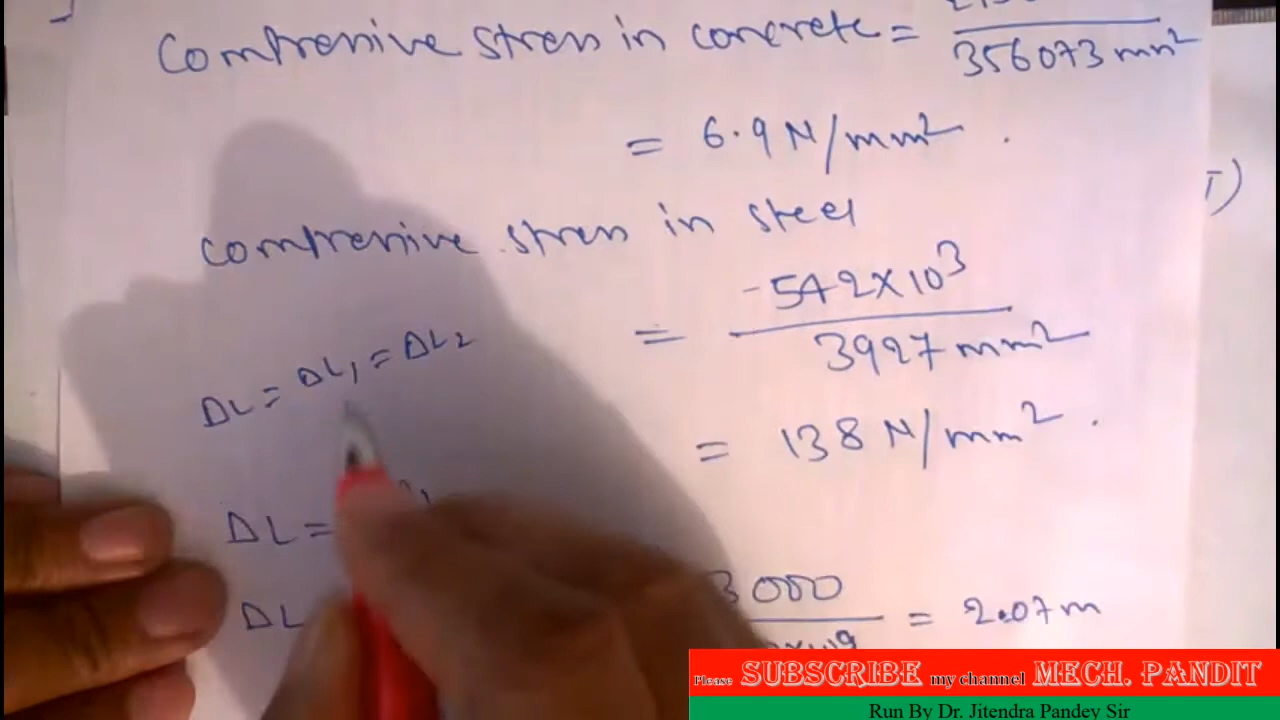 Compressive stress in concrete =
356073 mm²
= 6.9 N/mm² .
Compressive stress in steel
= 542×10³
3927 mm²
ΔL = ΔL₁ = ΔL₂
= 138 N/mm² .
ΔL =
ΔL
3000
= 2.07 m
Please SUBSCRIBE my channel MECH. PANDIT
Run By Dr. Jitendra Pandey Sir